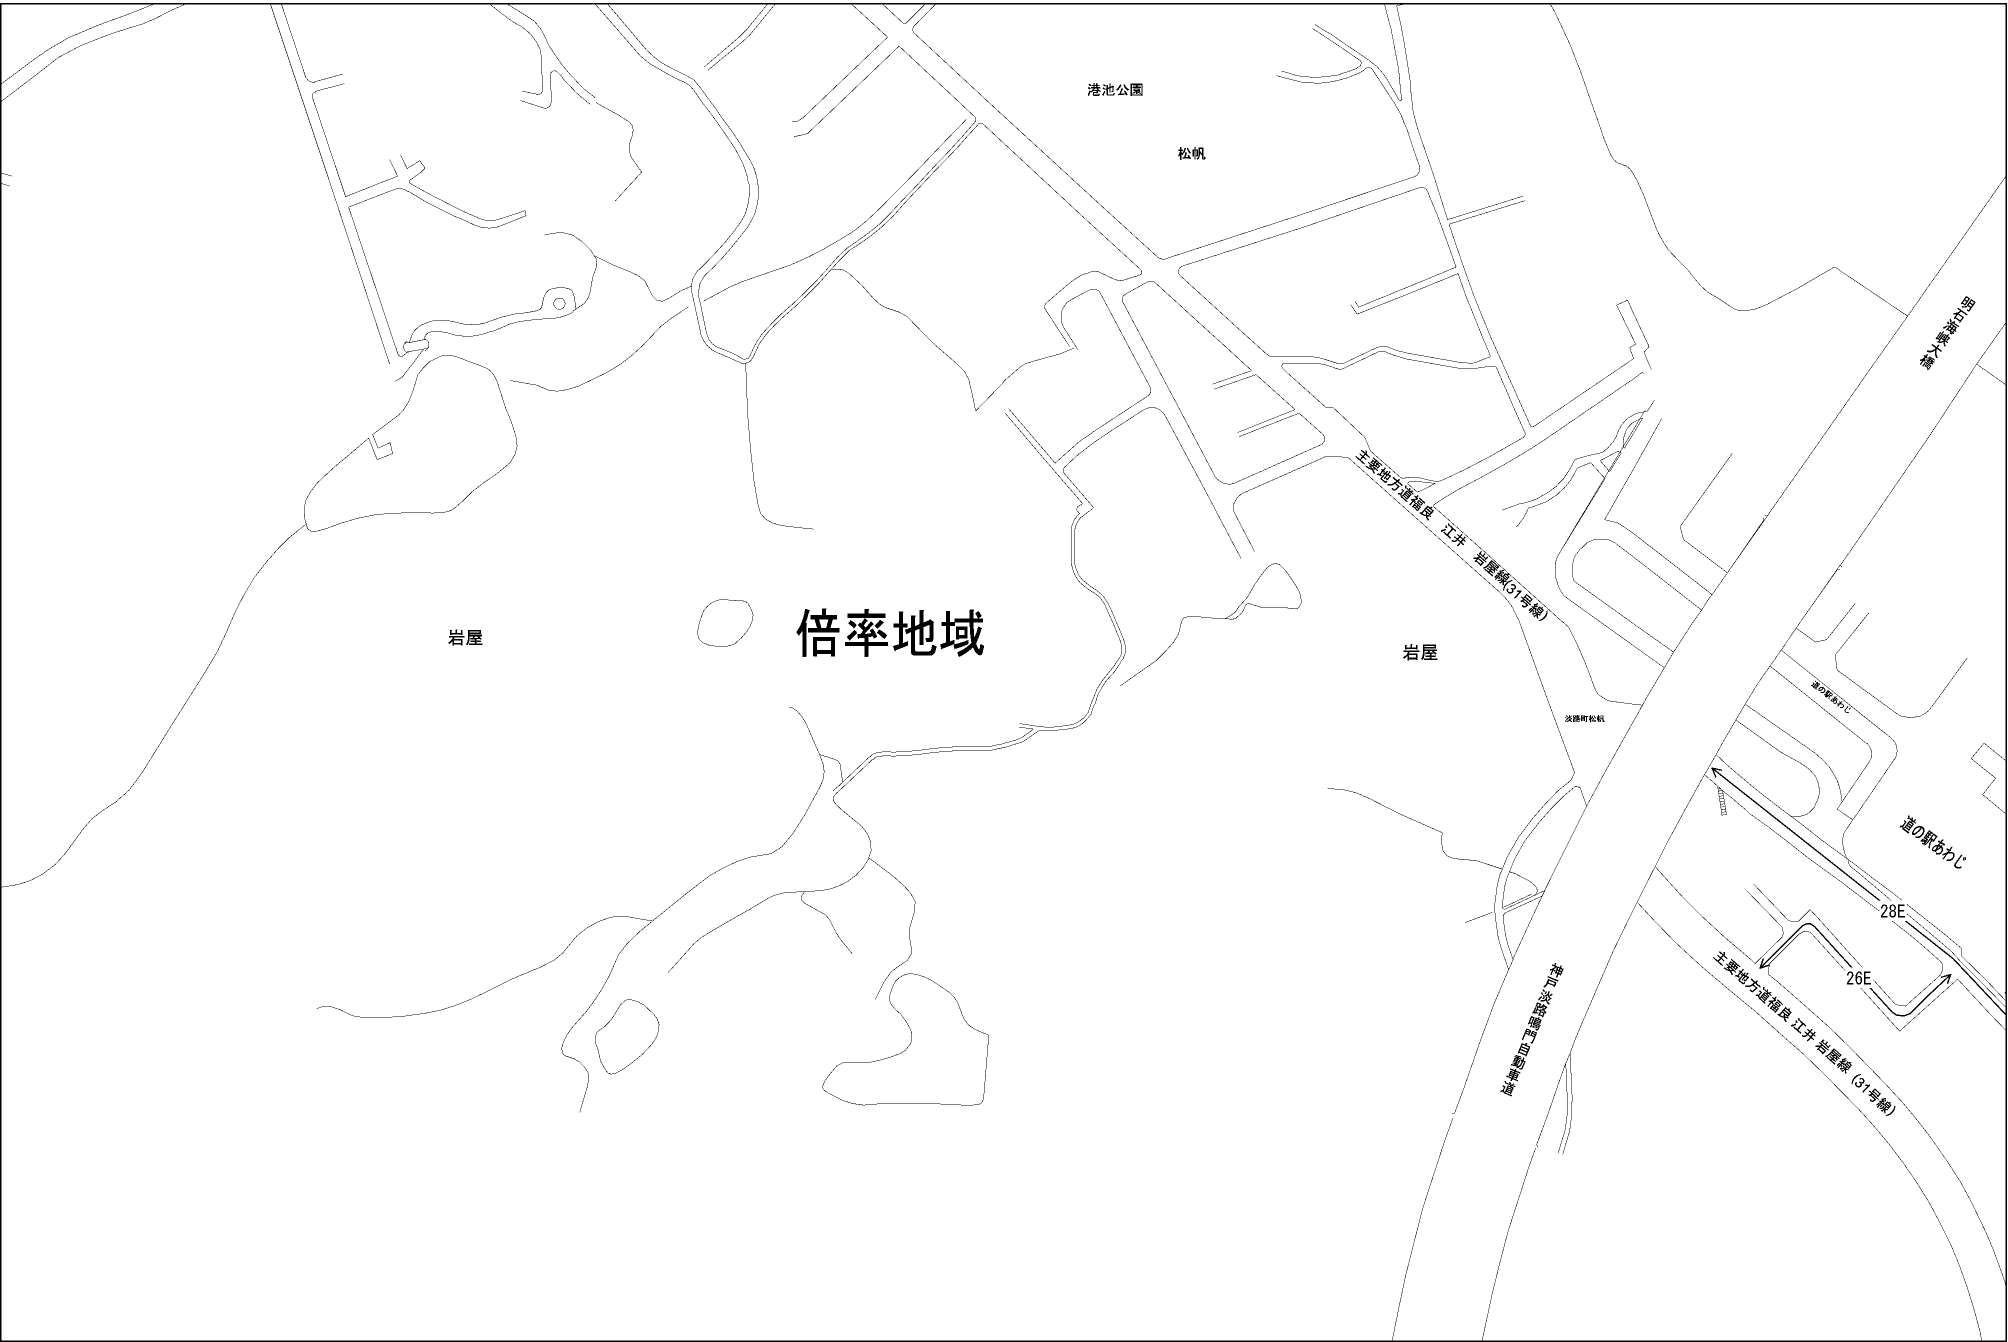 港池公園
松帆
明石海峡大橋
主要地方道福良　江井　岩屋線(31号線)
倍率地域
岩屋
岩屋
道の駅あわじ
淡路町松帆
道の駅あわじ
28E
26E
主要地方道福良 江井 岩屋線 (31号線)
神戸淡路鳴門自動車道